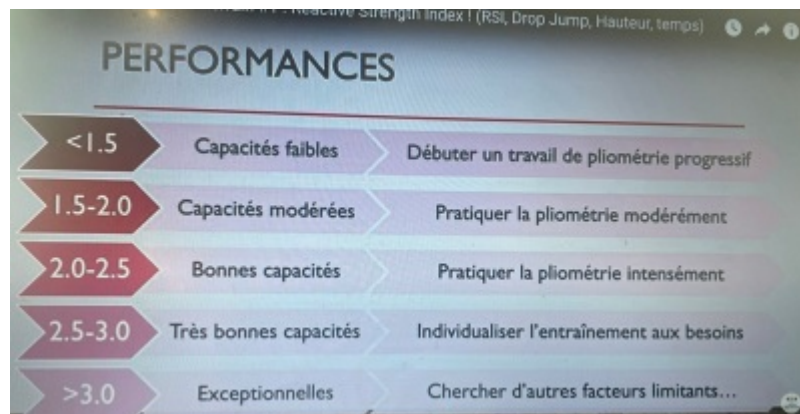 Reactive Strength Index ! (RSI, Drop Jump, Hauteur, temps)
PERFORMANCES
<1.5 Capacités faibles Débuter un travail de pliométrie progressif
1.5-2.0 Capacités modérées Pratiquer la pliométrie modérément
2.0-2.5 Bonnes capacités Pratiquer la pliométrie intensément
2.5-3.0 Très bonnes capacités Individualiser l'entraînement aux besoins
>3.0 Exceptionnelles Chercher d'autres facteurs limitants...